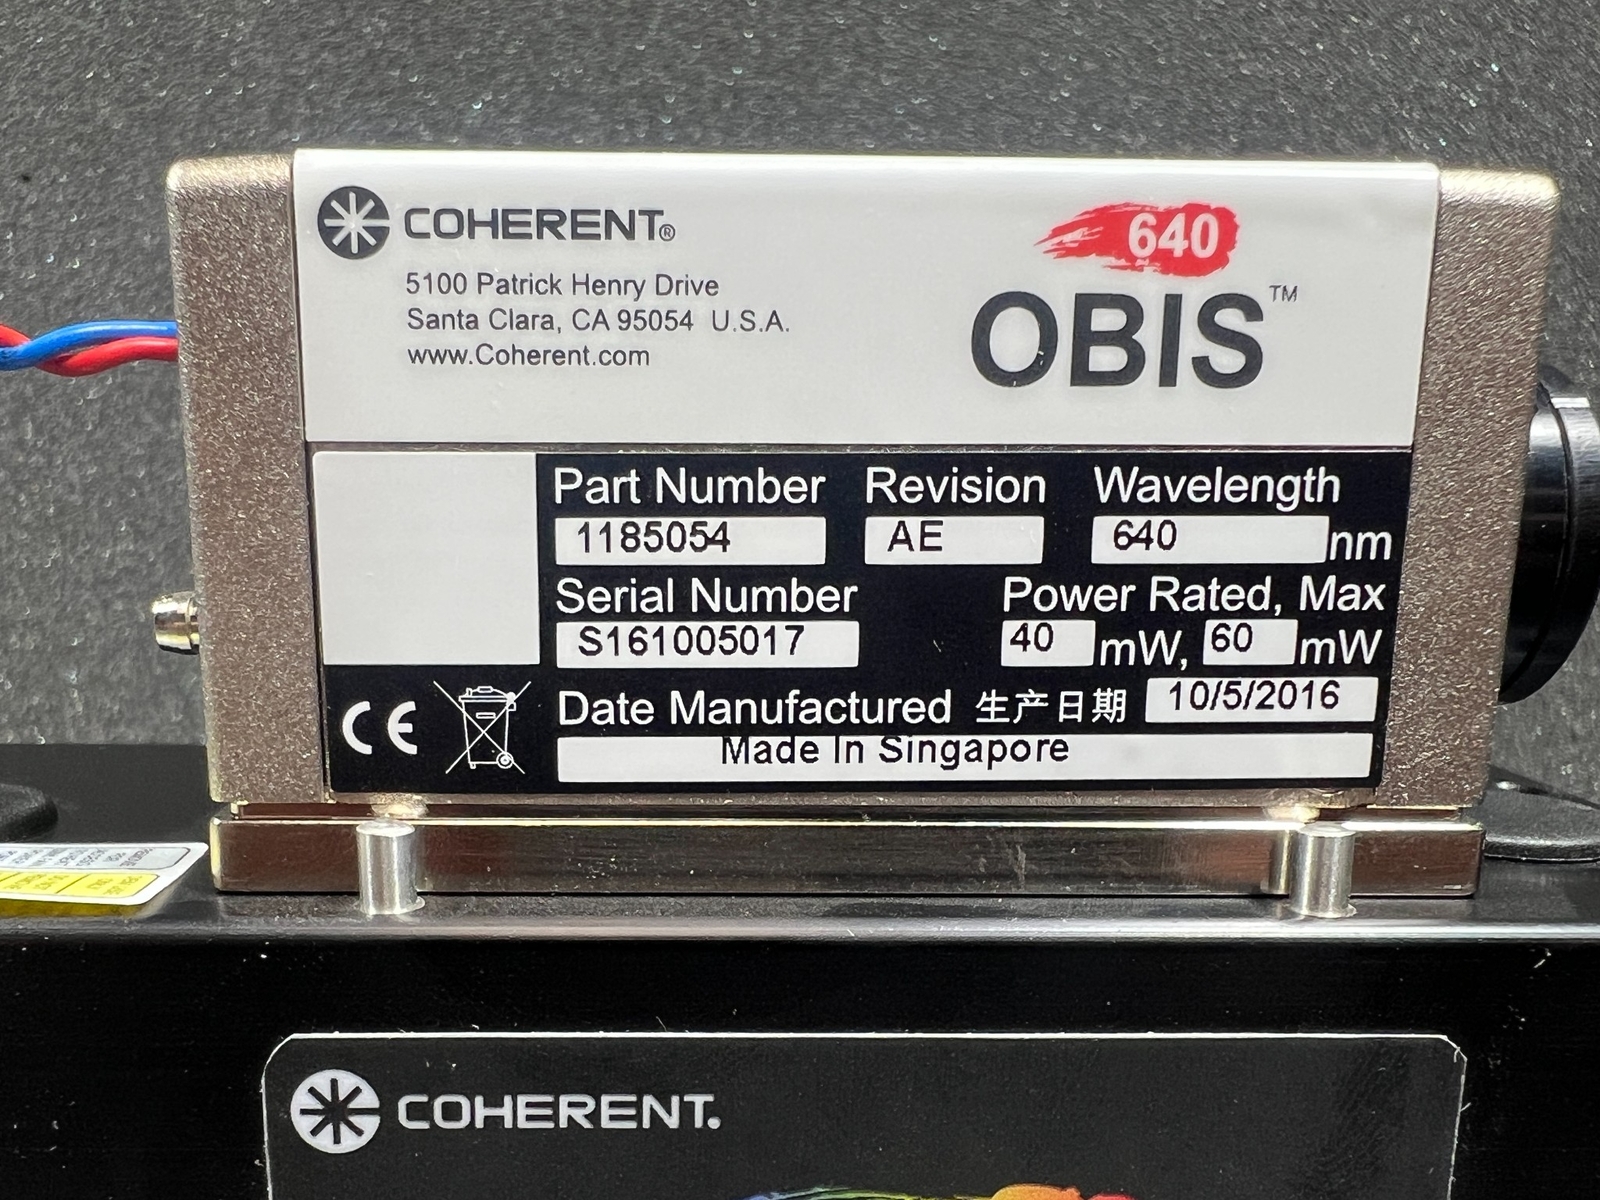 COHERENT®
5100 Patrick Henry Drive
Santa Clara, CA 95054 U.S.A.
www.Coherent.com
640
OBIS™
Part Number Revision Wavelength
1185054 AE 640 nm
Serial Number Power Rated, Max
S161005017 40 mW, 60 mW
CE Date Manufactured 生产日期 10/5/2016
Made In Singapore
COHERENT.